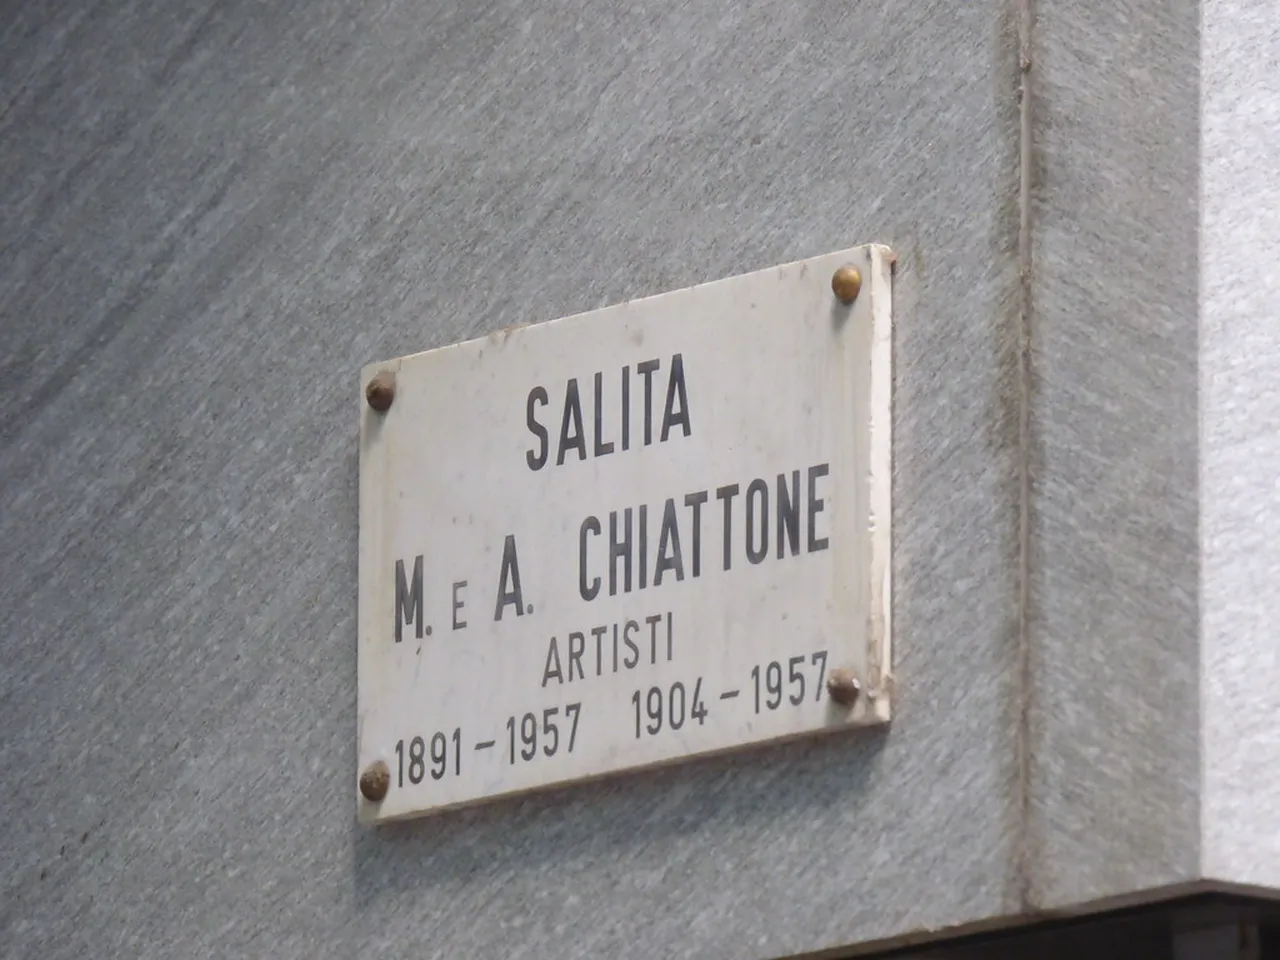 SALITA
M. E A. CHIATTONE
ARTISTI
1891 - 1957 1904 - 1957